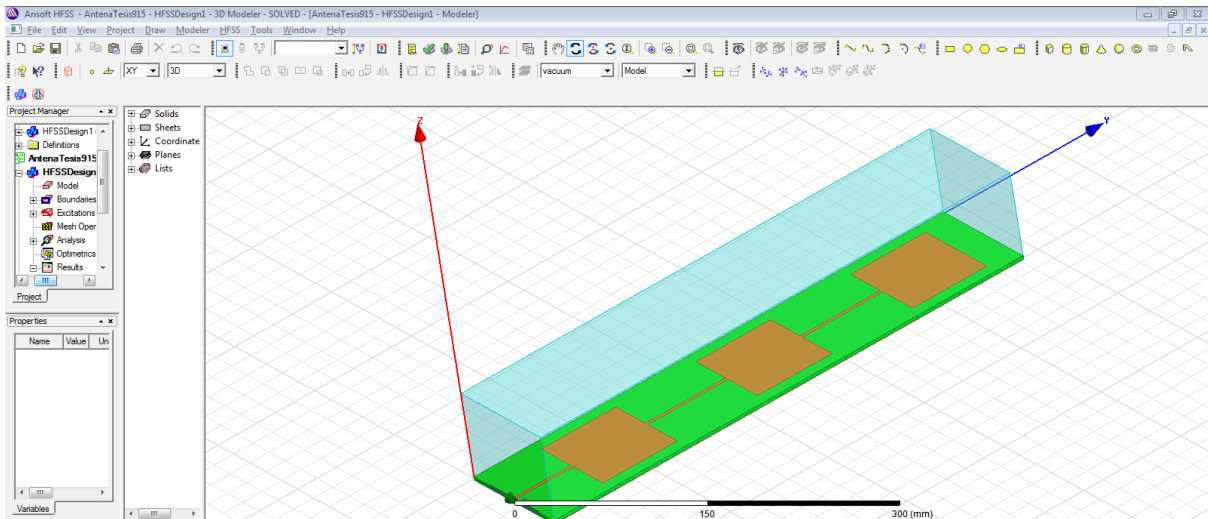 Ansoft HFSS - AntenaTesis915 - HFSSDesign1 - 3D Modeler - SOLVED - [AntenaTesis915 - HFSSDesign1 - Modeler]
File Edit View Project Draw Modeler HFSS Tools Window Help
XY 3D vacuum Model
Project Manager
HFSSDesign1
Definitions
AntenaTesis915
HFSSDesign
Model
Boundaries
Excitations
Mesh Oper
Analysis
Optimetrics
Results
Project
Properties
Name Value Un
Variables
Solids
Sheets
Coordinate
Planes
Lists
Z
Y
0 150 300 (mm)